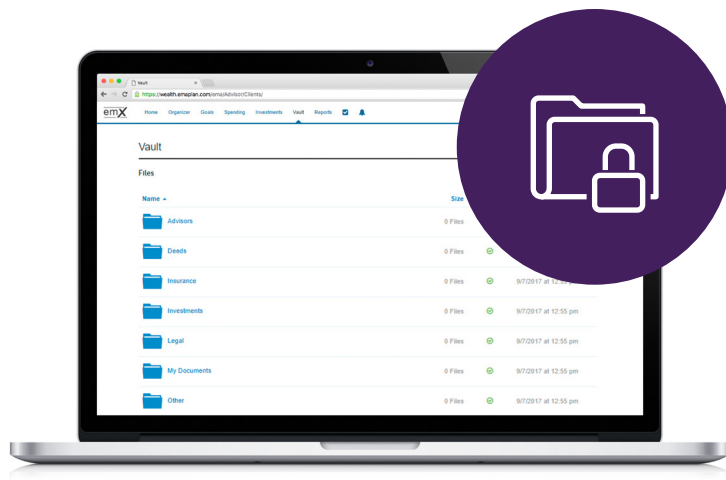 Vault
https://wealth.emaplan.com/ema/Advisor/Clients/
emX Home Organizer Goals Spending Investments Vault Reports
Vault
Files
Name Size
Advisors 0 Files
Deeds 0 Files
Insurance 0 Files 9/7/2017 at 12:55 pm
Investments 0 Files 9/7/2017 at 12:55 pm
Legal 0 Files 9/7/2017 at 12:55 pm
My Documents 0 Files 9/7/2017 at 12:55 pm
Other 0 Files 9/7/2017 at 12:55 pm